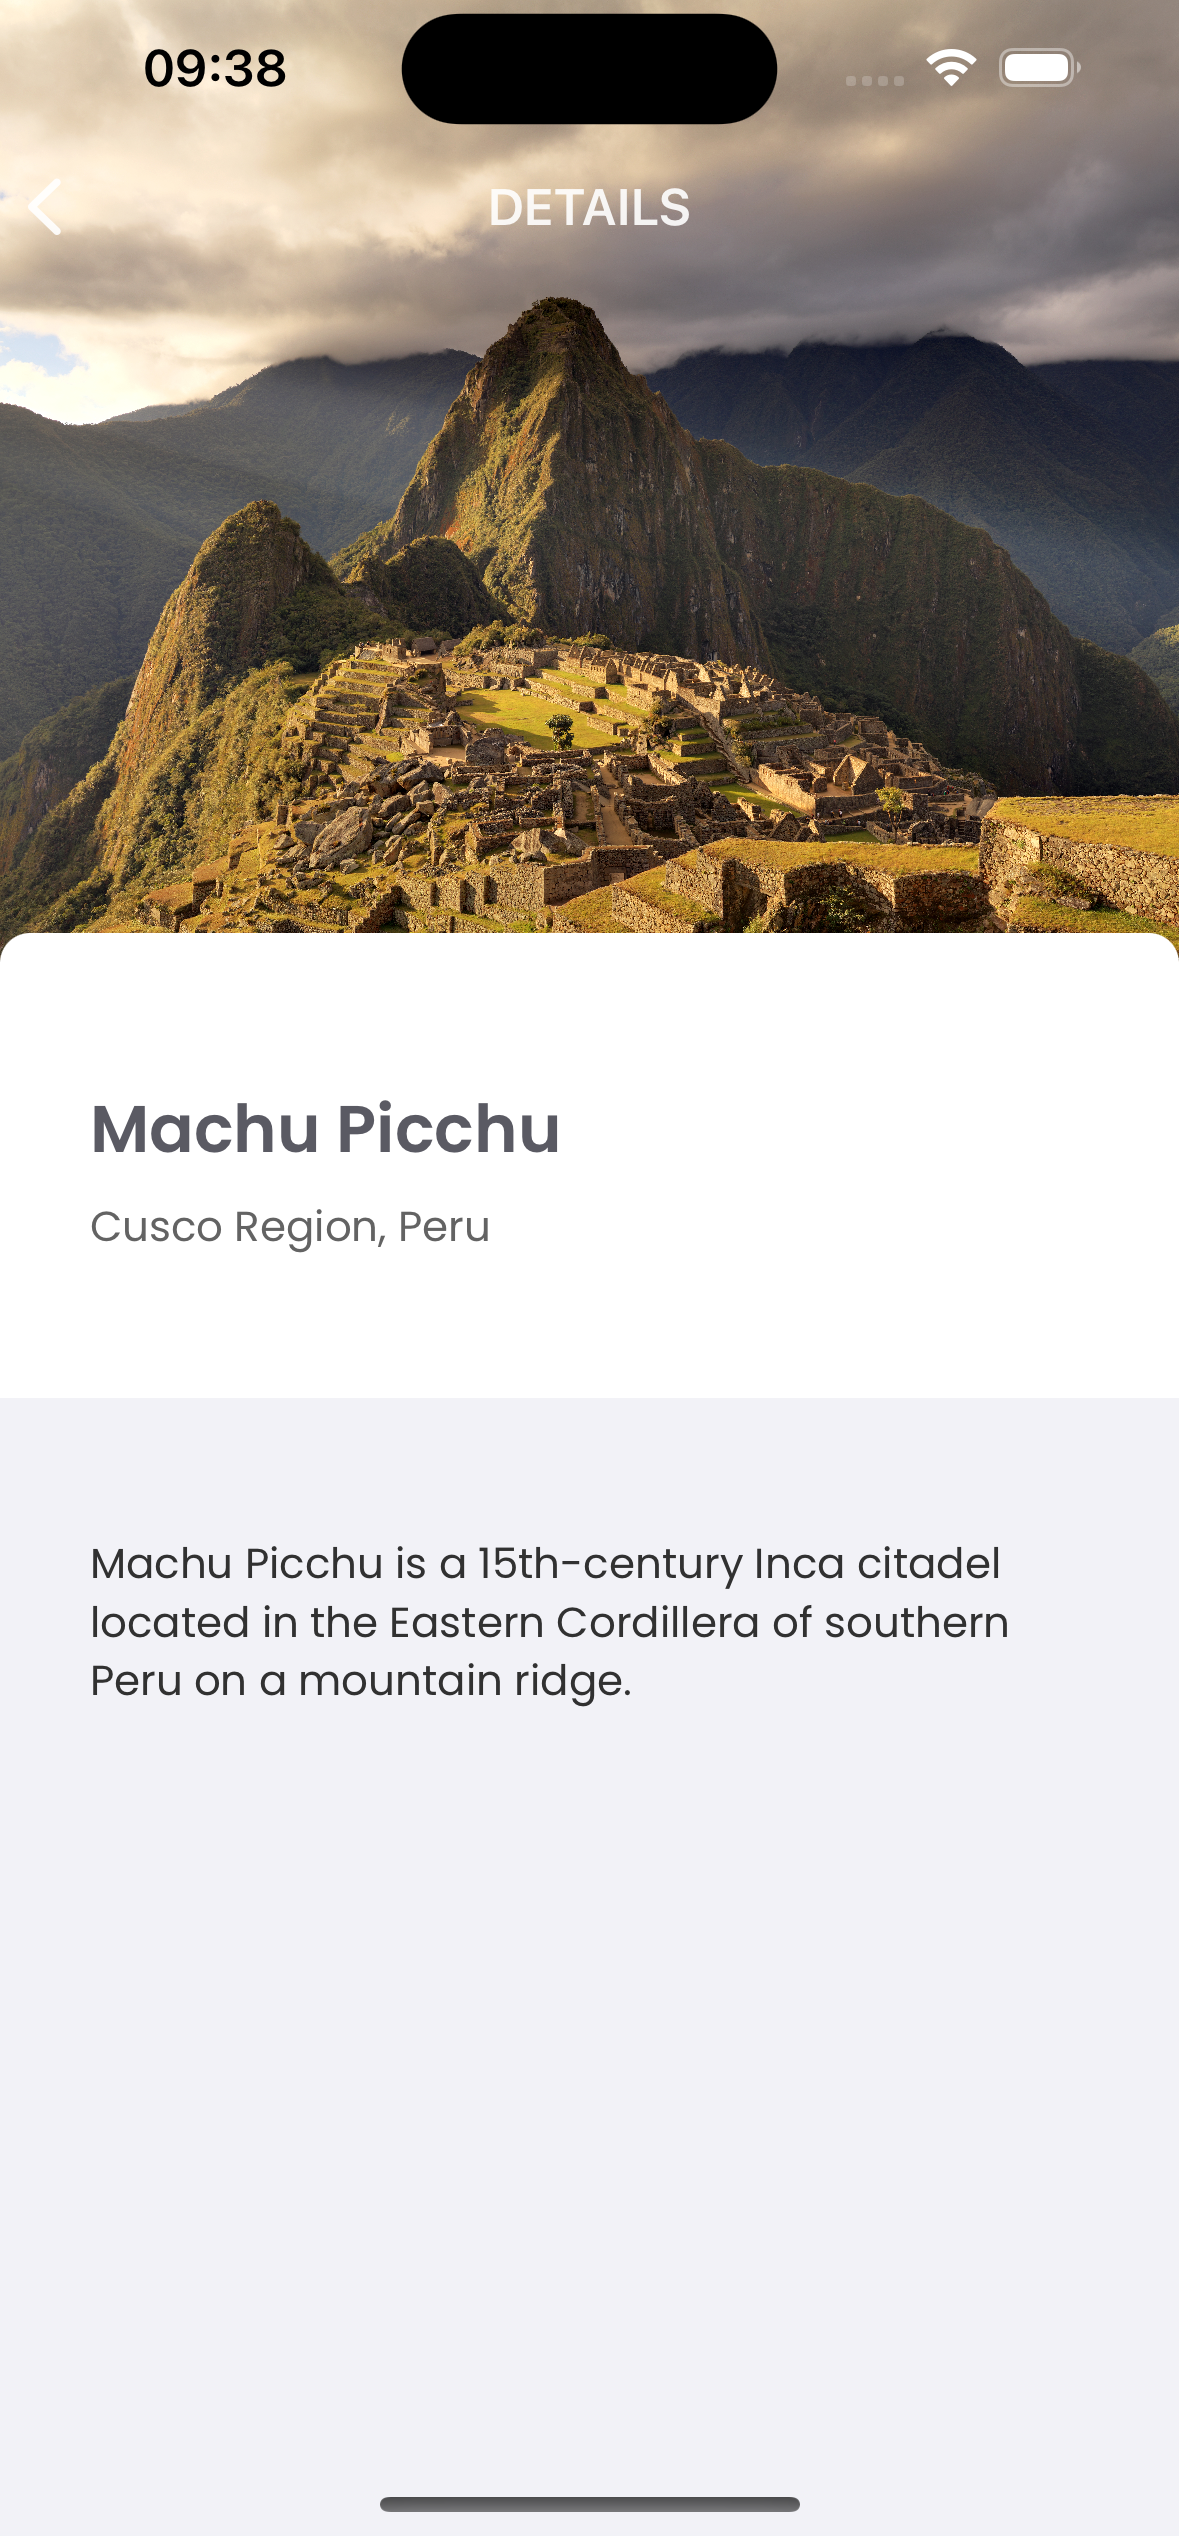 09:38
DETAILS
Machu Picchu
Cusco Region, Peru
Machu Picchu is a 15th-century Inca citadel
located in the Eastern Cordillera of southern
Peru on a mountain ridge.